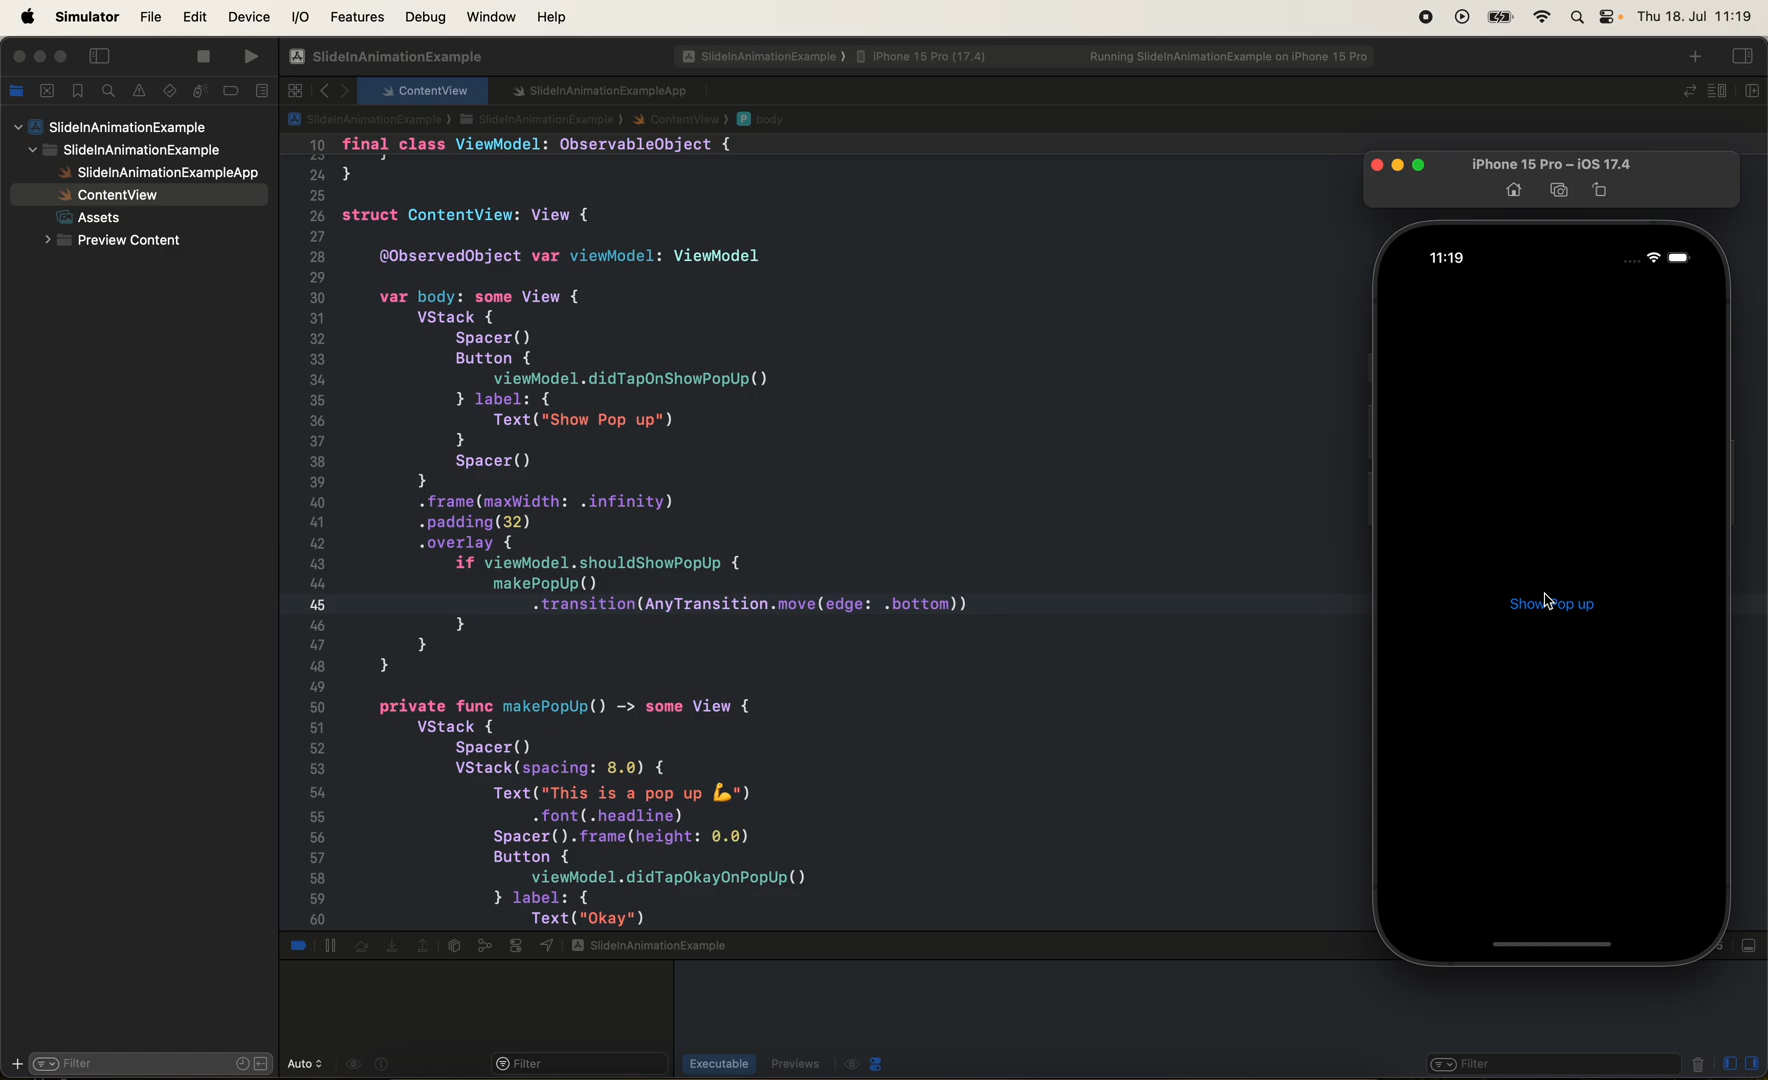 Simulator File Edit Device I/O Features Debug Window Help Thu 18. Jul 11:19
SlideInAnimationExample SlideInAnimationExample iPhone 15 Pro (17.4) Running SlideInAnimationExample on iPhone 15 Pro
ContentView SlideInAnimationExampleApp
SlideInAnimationExample SlideInAnimationExample ContentView P body
SlideInAnimationExample
SlideInAnimationExample
SlideInAnimationExampleApp
ContentView
Assets
Preview Content
10 final class ViewModel: ObservableObject {
24 }
25
26 struct ContentView: View {
27
28 @ObservedObject var viewModel: ViewModel
29
30 var body: some View {
31 VStack {
32 Spacer()
33 Button {
34 viewModel.didTapOnShowPopUp()
35 } label: {
36 Text("Show Pop up")
37 }
38 Spacer()
39 }
40 .frame(maxWidth: .infinity)
41 .padding(32)
42 .overlay {
43 if viewModel.shouldShowPopUp {
44 makePopUp()
45 .transition(AnyTransition.move(edge: .bottom))
46 }
47 }
48 }
49
50 private func makePopUp() -> some View {
51 VStack {
52 Spacer()
53 VStack(spacing: 8.0) {
54 Text("This is a pop up 💪")
55 .font(.headline)
56 Spacer().frame(height: 0.0)
57 Button {
58 viewModel.didTapOkayOnPopUp()
59 } label: {
60 Text("Okay")
iPhone 15 Pro – iOS 17.4
11:19
Show Pop up
SlideInAnimationExample
Filter
Auto
Filter
Executable Previews
Filter